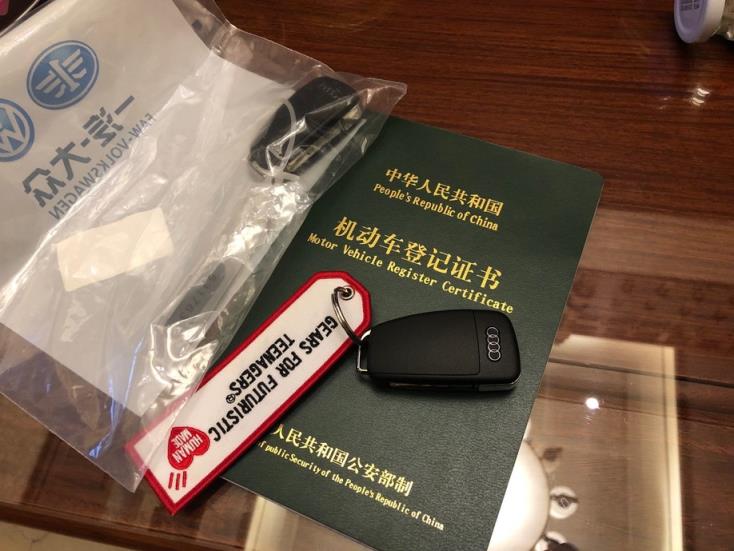 一汽-大众
FAW-VOLKSWAGEN
中华人民共和国
People's Republic of China
机动车登记证书
Motor Vehicle Register Certificate
GEARS FOR FUTURISTIC
TEENAGERS®
HUMAN
MADE
人民共和国公安部制
public Security of the People's Republic of China